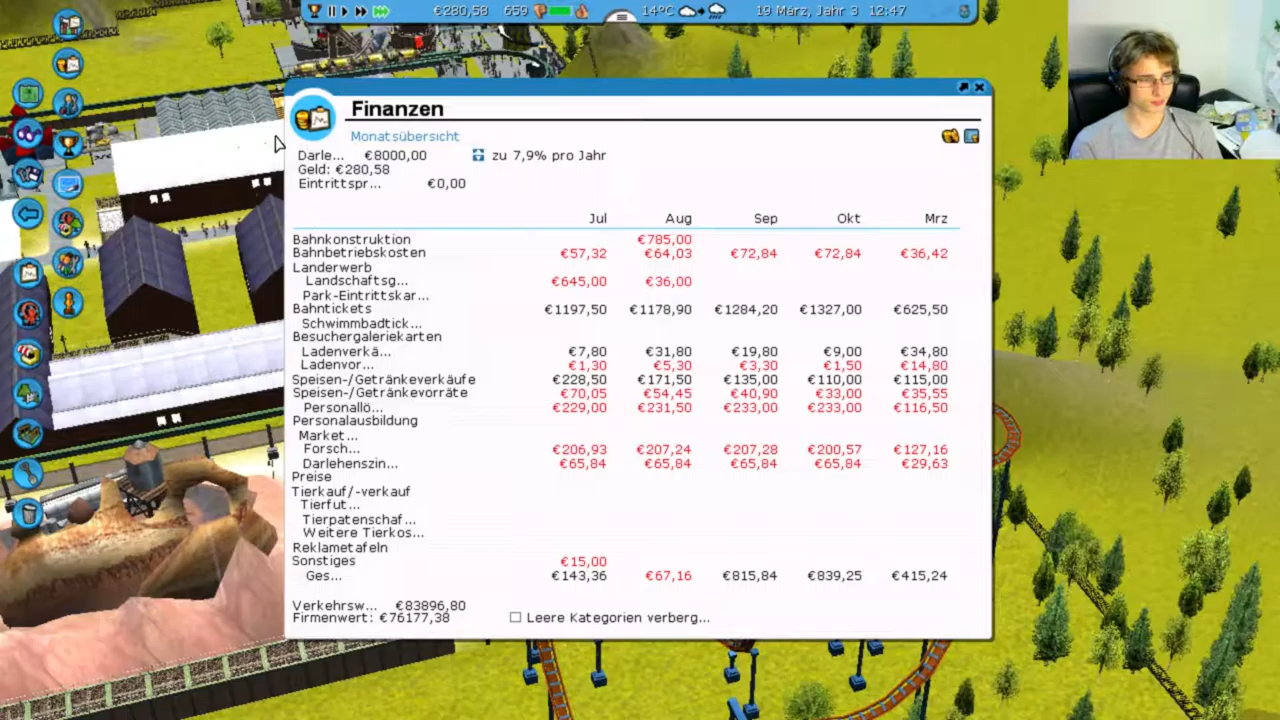 €280,58 659 14°C 19 März, Jahr 3 12:47
Finanzen
Monatsübersicht
Darle... €8000,00 zu 7,9% pro Jahr
Geld: €280,58
Eintrittspr... €0,00
Jul Aug Sep Okt Mrz
Bahnkonstruktion €785,00
Bahnbetriebskosten €57,32 €64,03 €72,84 €72,84 €36,42
Landerwerb
Landschaftsg... €645,00 €36,00
Park-Eintrittskar...
Bahntickets €1197,50 €1178,90 €1284,20 €1327,00 €625,50
Schwimmbadtick...
Besuchergaleriekarten
Ladenverkä... €7,80 €31,80 €19,80 €9,00 €34,80
Ladenvor... €1,30 €5,30 €3,30 €1,50 €14,80
Speisen-/Getränkeverkäufe €228,50 €171,50 €135,00 €110,00 €115,00
Speisen-/Getränkevorräte €70,05 €54,45 €40,90 €33,00 €35,55
Personallö... €229,00 €231,50 €233,00 €233,00 €116,50
Personalausbildung
Market...
Forsch... €206,93 €207,24 €207,28 €200,57 €127,16
Darlehenszin... €65,84 €65,84 €65,84 €65,84 €29,63
Preise
Tierkauf/-verkauf
Tierfut...
Tierpatenschaf...
Weitere Tierkos...
Reklametafeln
Sonstiges €15,00
Ges... €143,36 €67,16 €815,84 €839,25 €415,24
Verkehrsw... €83896,80
Firmenwert: €76177,38
Leere Kategorien verberg...